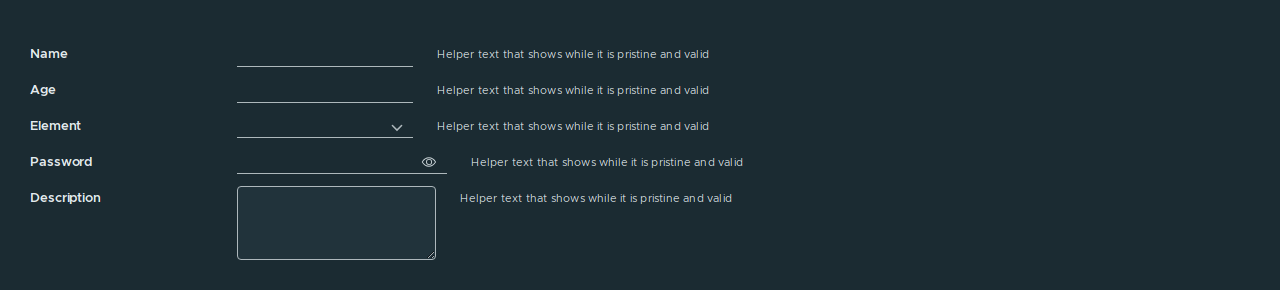 Name Helper text that shows while it is pristine and valid
Age Helper text that shows while it is pristine and valid
Element Helper text that shows while it is pristine and valid
Password Helper text that shows while it is pristine and valid
Description Helper text that shows while it is pristine and valid